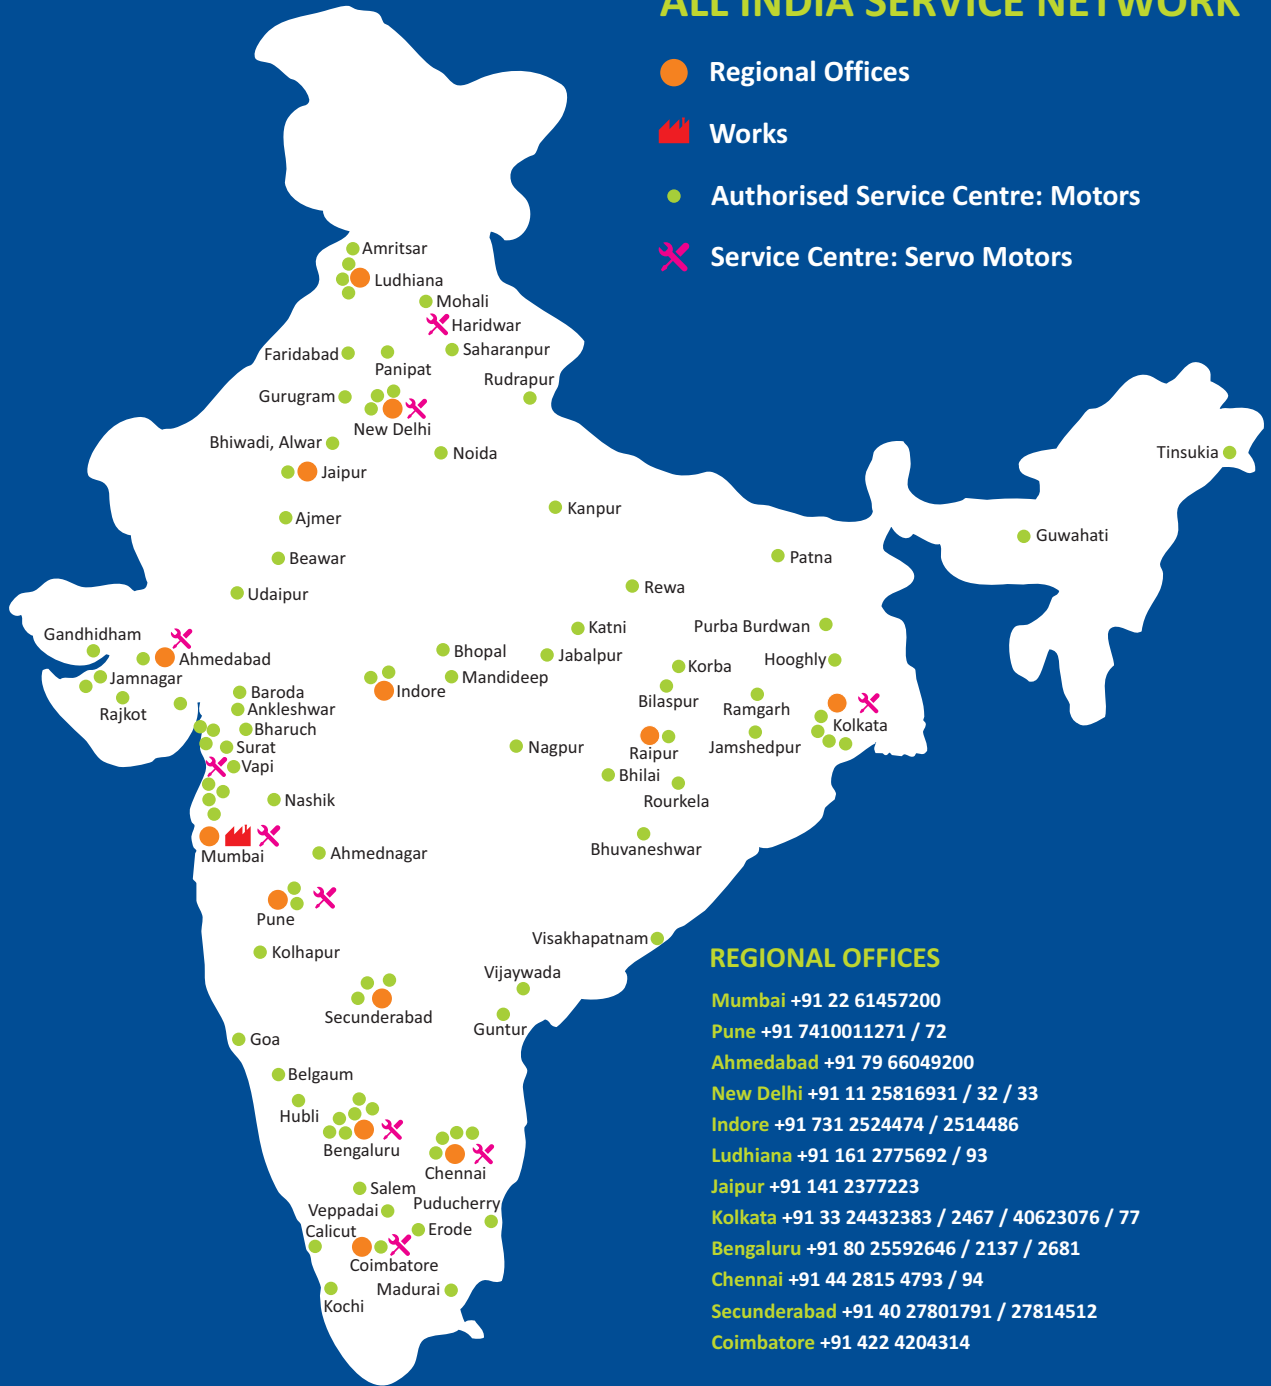 ALL INDIA SERVICE NETWORK
Regional Offices
Works
Authorised Service Centre: Motors
Service Centre: Servo Motors
Amritsar
Ludhiana
Mohali
Haridwar
Faridabad
Saharanpur
Panipat
Rudrapur
Gurugram
New Delhi
Bhiwadi, Alwar
Noida
Tinsukia
Jaipur
Kanpur
Ajmer
Guwahati
Beawar
Patna
Rewa
Udaipur
Katni
Purba Burdwan
Gandhidham
Bhopal
Jabalpur
Ahmedabad
Hooghly
Korba
Jamnagar
Mandideep
Baroda
Indore
Bilaspur
Ankleshwar
Ramgarh
Rajkot
Kolkata
Bharuch
Surat
Nagpur
Jamshedpur
Raipur
Vapi
Bhilai
Nashik
Rourkela
Bhuvaneshwar
Ahmednagar
Mumbai
Pune
Visakhapatnam
Kolhapur
Vijaywada
Secunderabad
Guntur
Goa
Belgaum
Hubli
Bengaluru
Chennai
Salem
Puducherry
Veppadai
Erode
Calicut
Coimbatore
Madurai
Kochi
REGIONAL OFFICES
Mumbai +91 22 61457200
Pune +91 7410011271 / 72
Ahmedabad +91 79 66049200
New Delhi +91 11 25816931 / 32 / 33
Indore +91 731 2524474 / 2514486
Ludhiana +91 161 2775692 / 93
Jaipur +91 141 2377223
Kolkata +91 33 24432383 / 2467 / 40623076 / 77
Bengaluru +91 80 25592646 / 2137 / 2681
Chennai +91 44 2815 4793 / 94
Secunderabad +91 40 27801791 / 27814512
Coimbatore +91 422 4204314